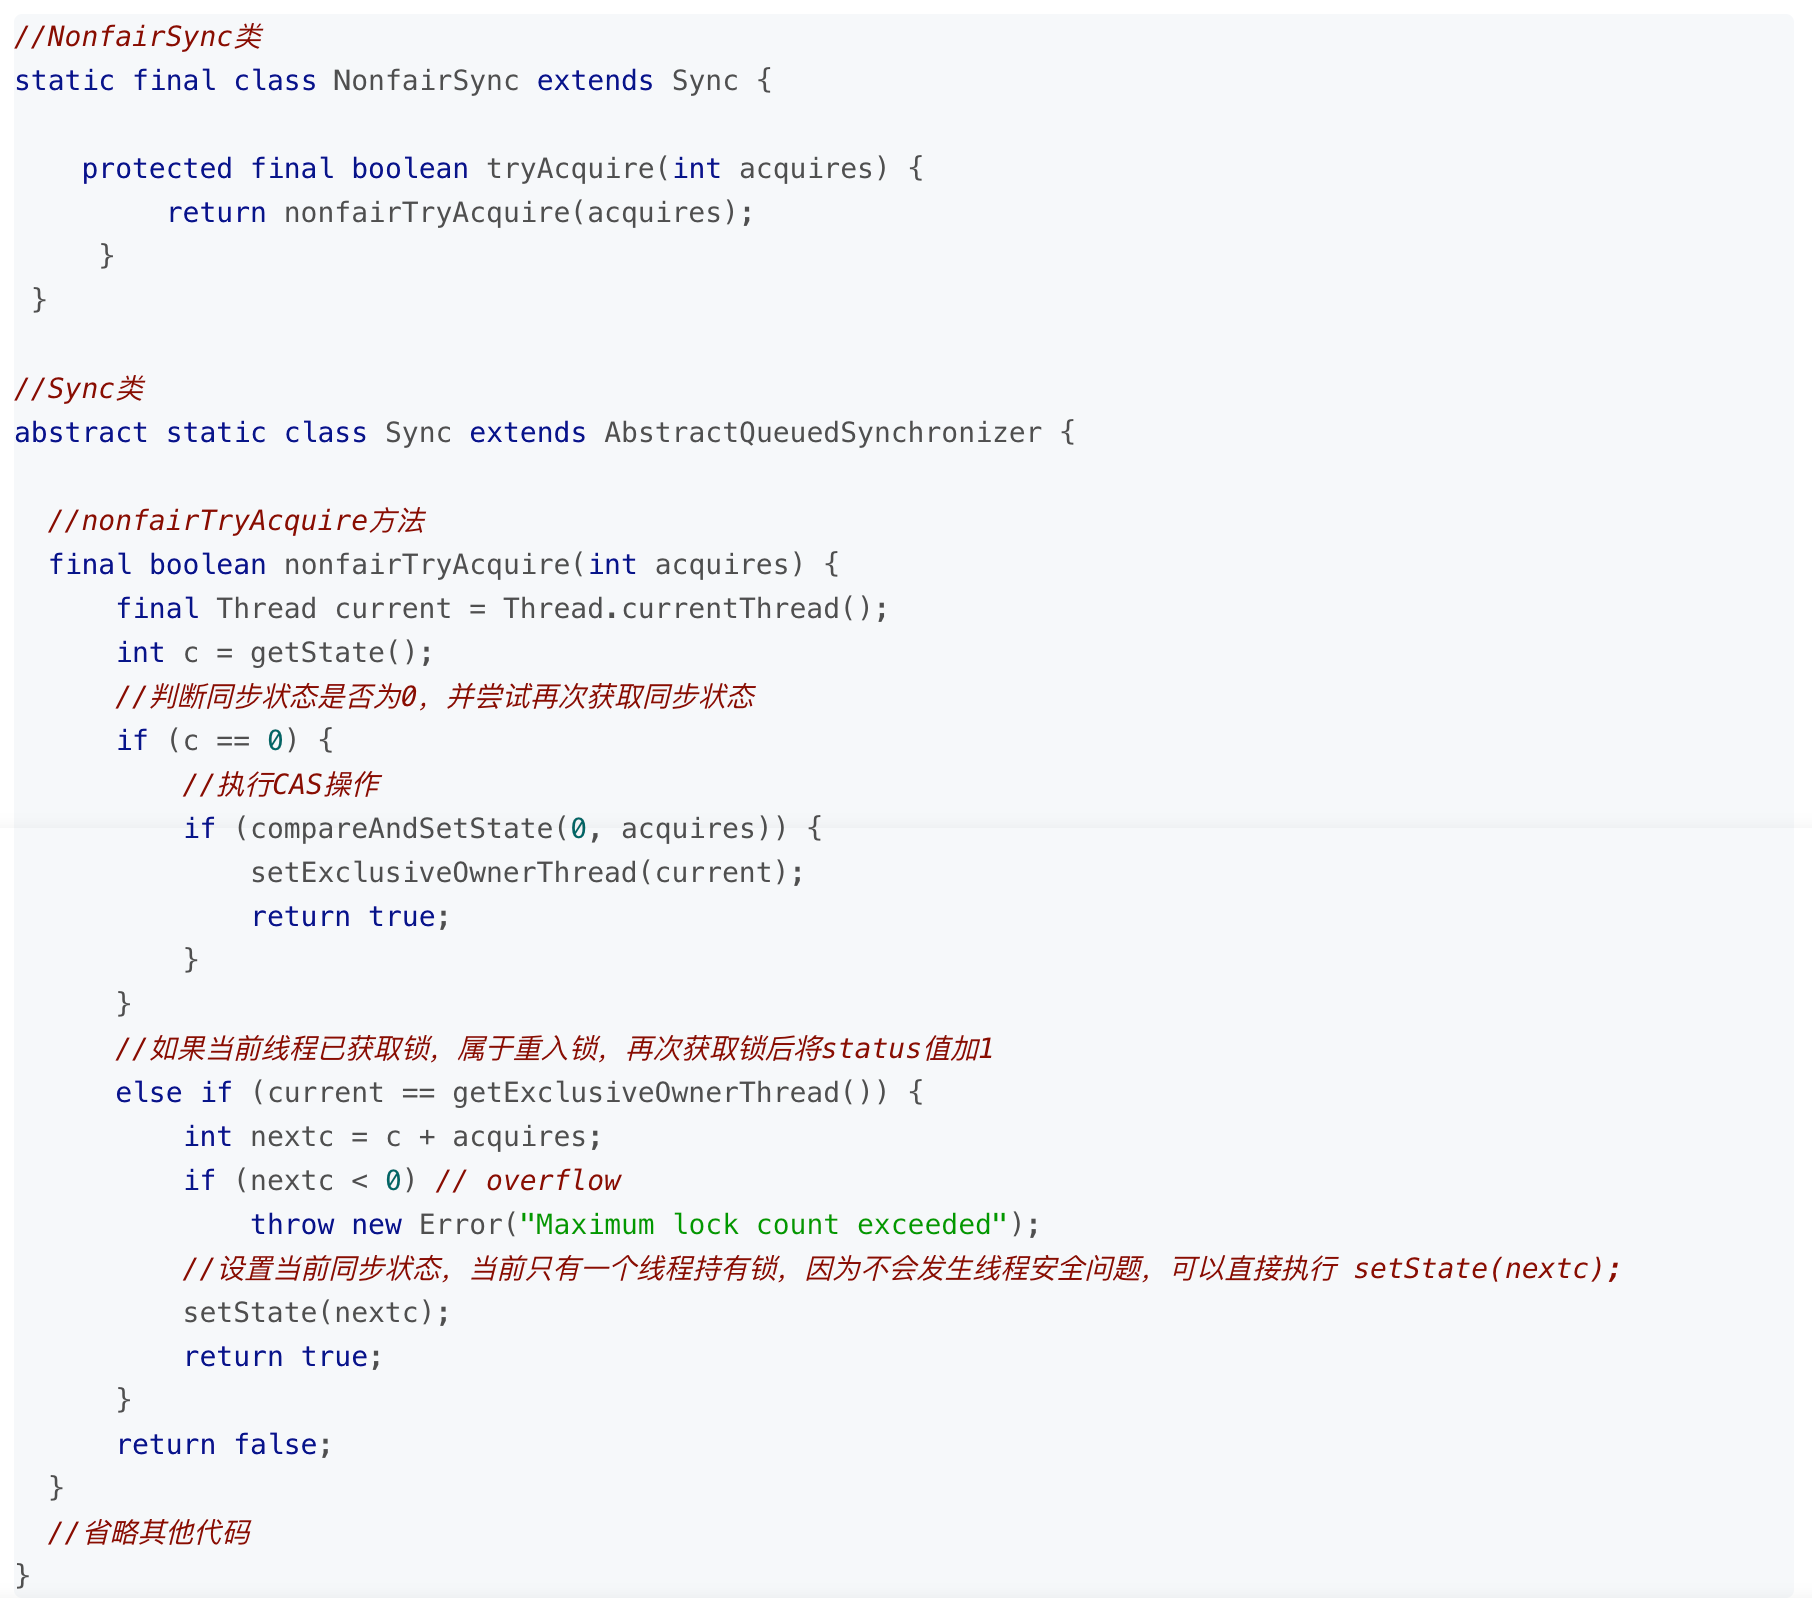 //NonfairSync类
static final class NonfairSync extends Sync {
protected final boolean tryAcquire(int acquires) {
return nonfairTryAcquire(acquires);
}
}
//Sync类
abstract static class Sync extends AbstractQueuedSynchronizer {
//nonfairTryAcquire方法
final boolean nonfairTryAcquire(int acquires) {
final Thread current = Thread.currentThread();
int c = getState();
//判断同步状态是否为0，并尝试再次获取同步状态
if (c == 0) {
//执行CAS操作
if (compareAndSetState(0, acquires)) {
setExclusiveOwnerThread(current);
return true;
}
}
//如果当前线程已获取锁，属于重入锁，再次获取锁后将status值加1
else if (current == getExclusiveOwnerThread()) {
int nextc = c + acquires;
if (nextc < 0) // overflow
throw new Error("Maximum lock count exceeded");
//设置当前同步状态，当前只有一个线程持有锁，因为不会发生线程安全问题，可以直接执行 setState(nextc);
setState(nextc);
return true;
}
return false;
}
//省略其他代码
}